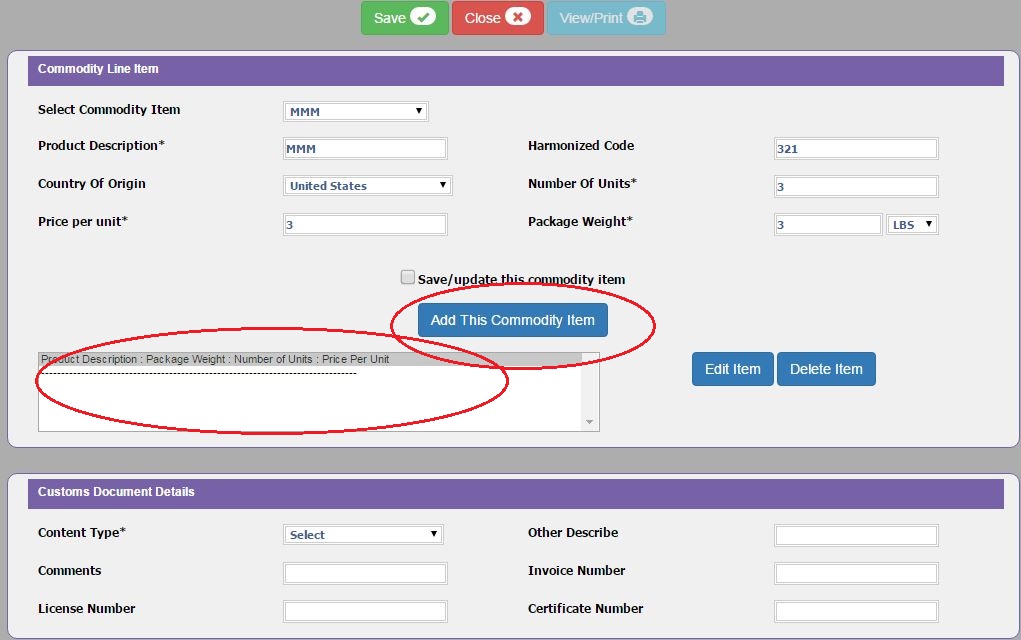 Save Close View/Print
Commodity Line Item
Select Commodity Item MMM
Product Description* MMM Harmonized Code 321
Country Of Origin United States Number Of Units* 3
Price per unit* 3 Package Weight* 3 LBS
Save/update this commodity item
Add This Commodity Item
Product Description : Package Weight : Number of Units : Price Per Unit
Edit Item Delete Item
Customs Document Details
Content Type* Select Other Describe
Comments Invoice Number
License Number Certificate Number